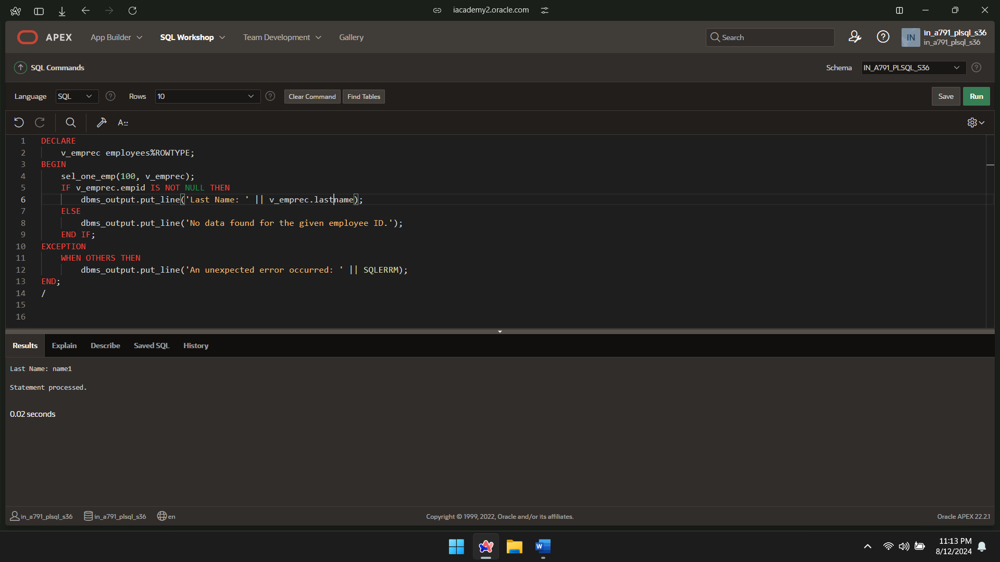 iacademy2.oracle.com
APEX App Builder SQL Workshop Team Development Gallery Search IN in_a791_plsql_s36
in_a791_plsql_s36
SQL Commands Schema IN_A791_PLSQL_S36
Language SQL Rows 10 Clear Command Find Tables Save Run
A::
1 DECLARE
2 v_emprec employees%ROWTYPE;
3 BEGIN
4 sel_one_emp(100, v_emprec);
5 IF v_emprec.empid IS NOT NULL THEN
6 dbms_output.put_line('Last Name: ' || v_emprec.lastname);
7 ELSE
8 dbms_output.put_line('No data found for the given employee ID.');
9 END IF;
10 EXCEPTION
11 WHEN OTHERS THEN
12 dbms_output.put_line('An unexpected error occurred: ' || SQLERRM);
13 END;
14 /
15
16
Results Explain Describe Saved SQL History
Last Name: name1
Statement processed.
0.02 seconds
in_a791_plsql_s36 in_a791_plsql_s36 en Copyright © 1999, 2022, Oracle and/or its affiliates. Oracle APEX 22.2.1
W 11:13 PM
8/12/2024